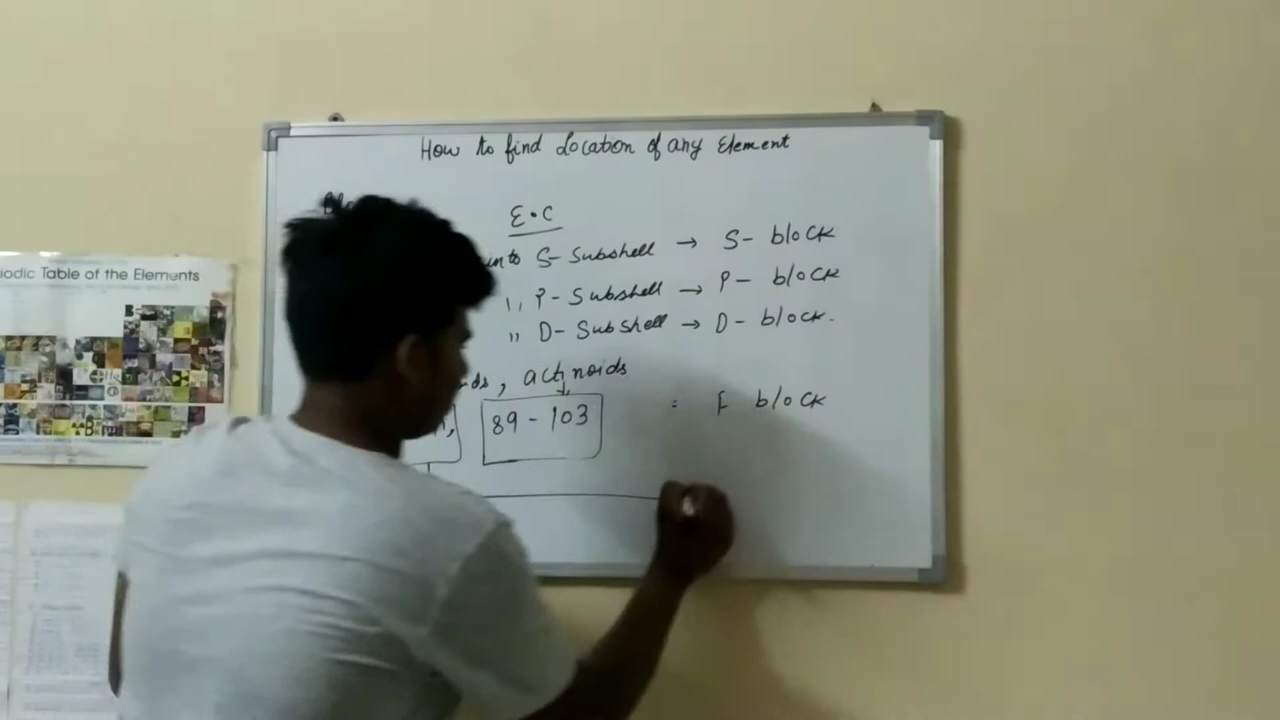 How to find Location of any Element
E.C
S- Subshell → S- block
,, P- Subshell → P- block
,, D- Subshell → D- block.
, actinoids
89 - 103
: F block
iodic Table of the Elements